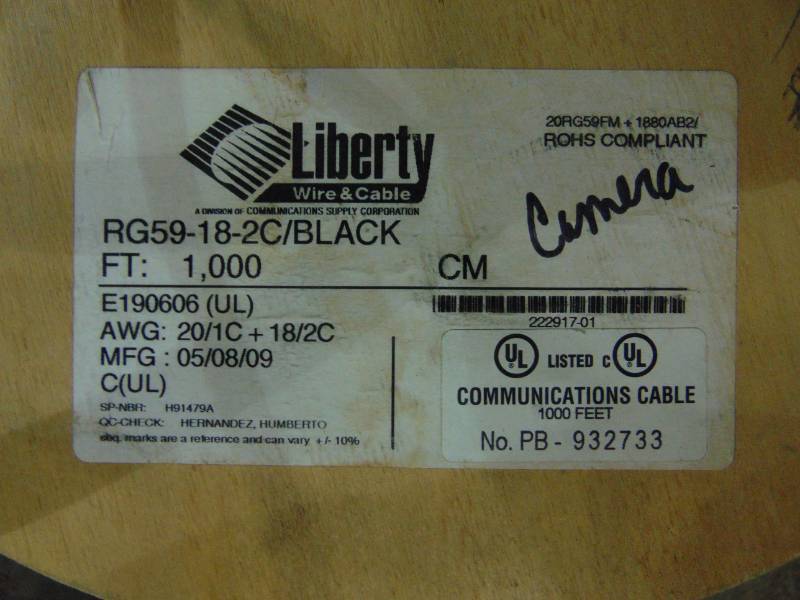 Liberty
Wire & Cable
A DIVISION OF COMMUNICATIONS SUPPLY CORPORATION
20RG59FM + 1880AB2/
ROHS COMPLIANT
Camera
RG59-18-2C/BLACK
FT: 1,000 CM
E190606 (UL)
AWG: 20/1C + 18/2C
MFG : 05/08/09
C(UL)
SP-NBR: H91479A
QC-CHECK: HERNANDEZ, HUMBERTO
sbq. marks are a reference and can vary +/- 10%
222917-01
UL LISTED C UL
COMMUNICATIONS CABLE
1000 FEET
No. PB - 932733